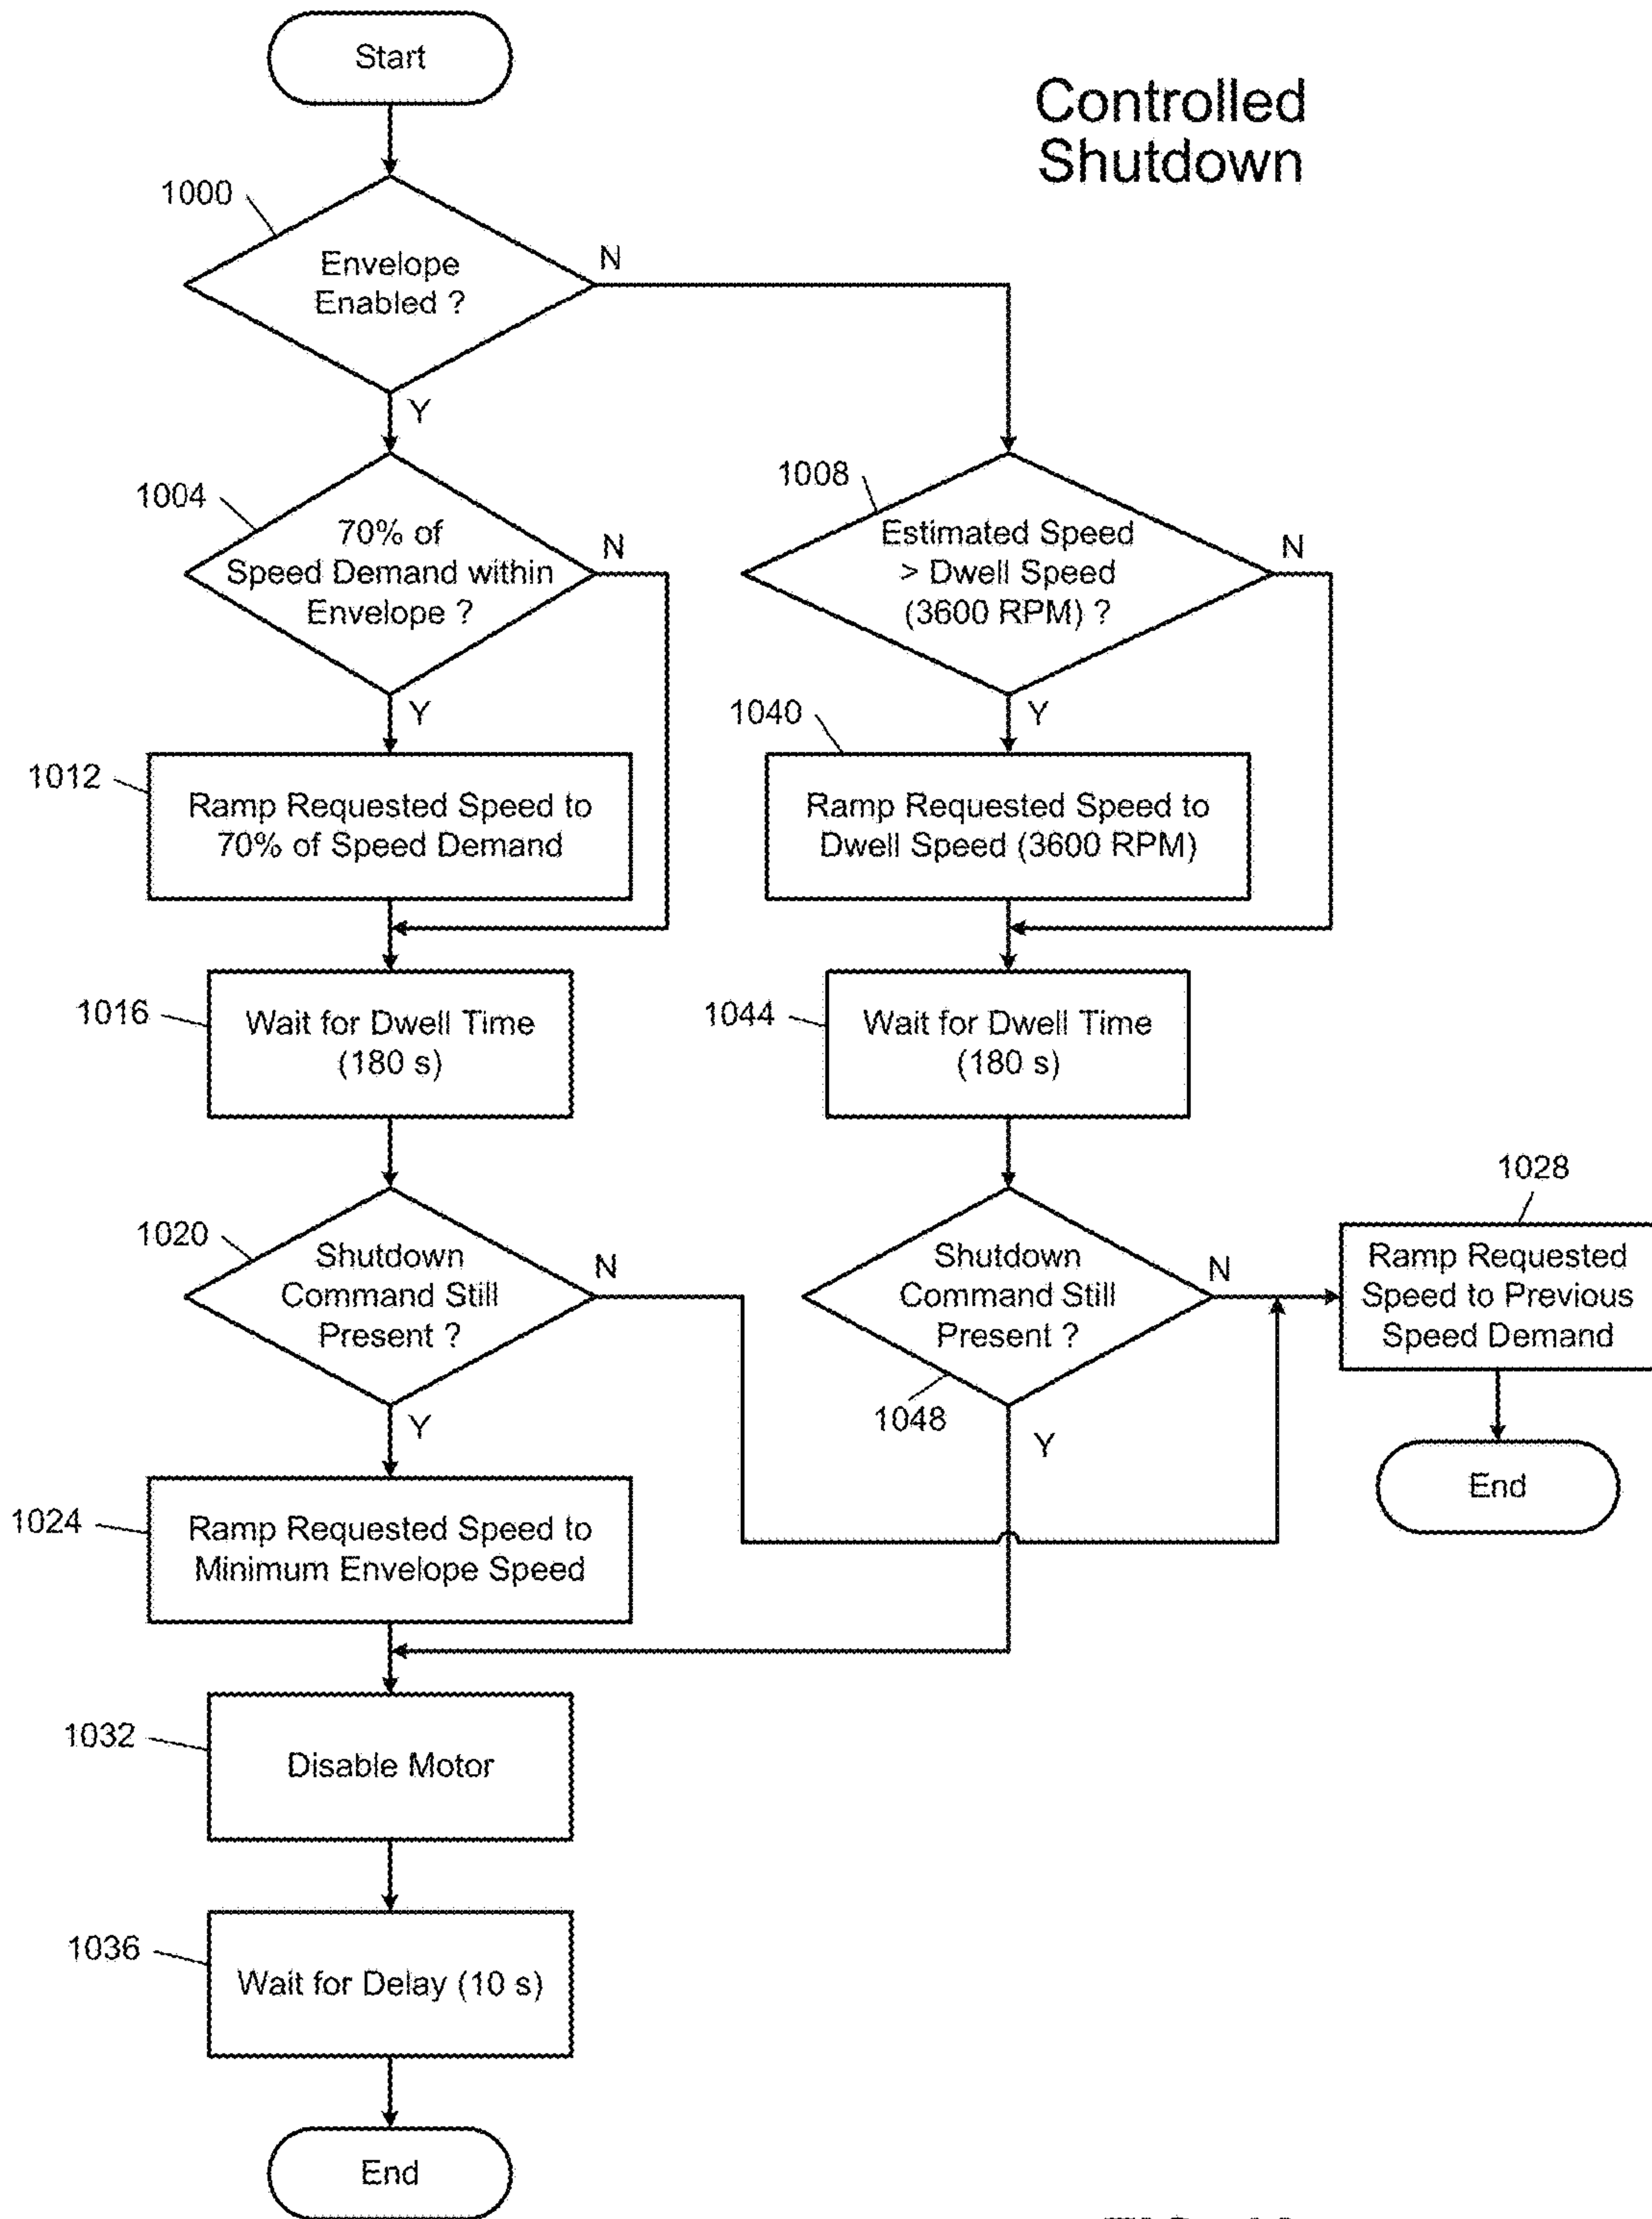 Start
Controlled
Shutdown
1000
Envelope
Enabled ?
N
Y
1004
70% of
Speed Demand within
Envelope ?
N
Y
1008
Estimated Speed
> Dwell Speed
(3600 RPM) ?
N
Y
1012
Ramp Requested Speed to
70% of Speed Demand
1040
Ramp Requested Speed to
Dwell Speed (3600 RPM)
1016
Wait for Dwell Time
(180 s)
1044
Wait for Dwell Time
(180 s)
1020
Shutdown
Command Still
Present ?
N
Y
Shutdown
Command Still
Present ?
N
1048
Y
1028
Ramp Requested
Speed to Previous
Speed Demand
End
1024
Ramp Requested Speed to
Minimum Envelope Speed
1032
Disable Motor
1036
Wait for Delay (10 s)
End